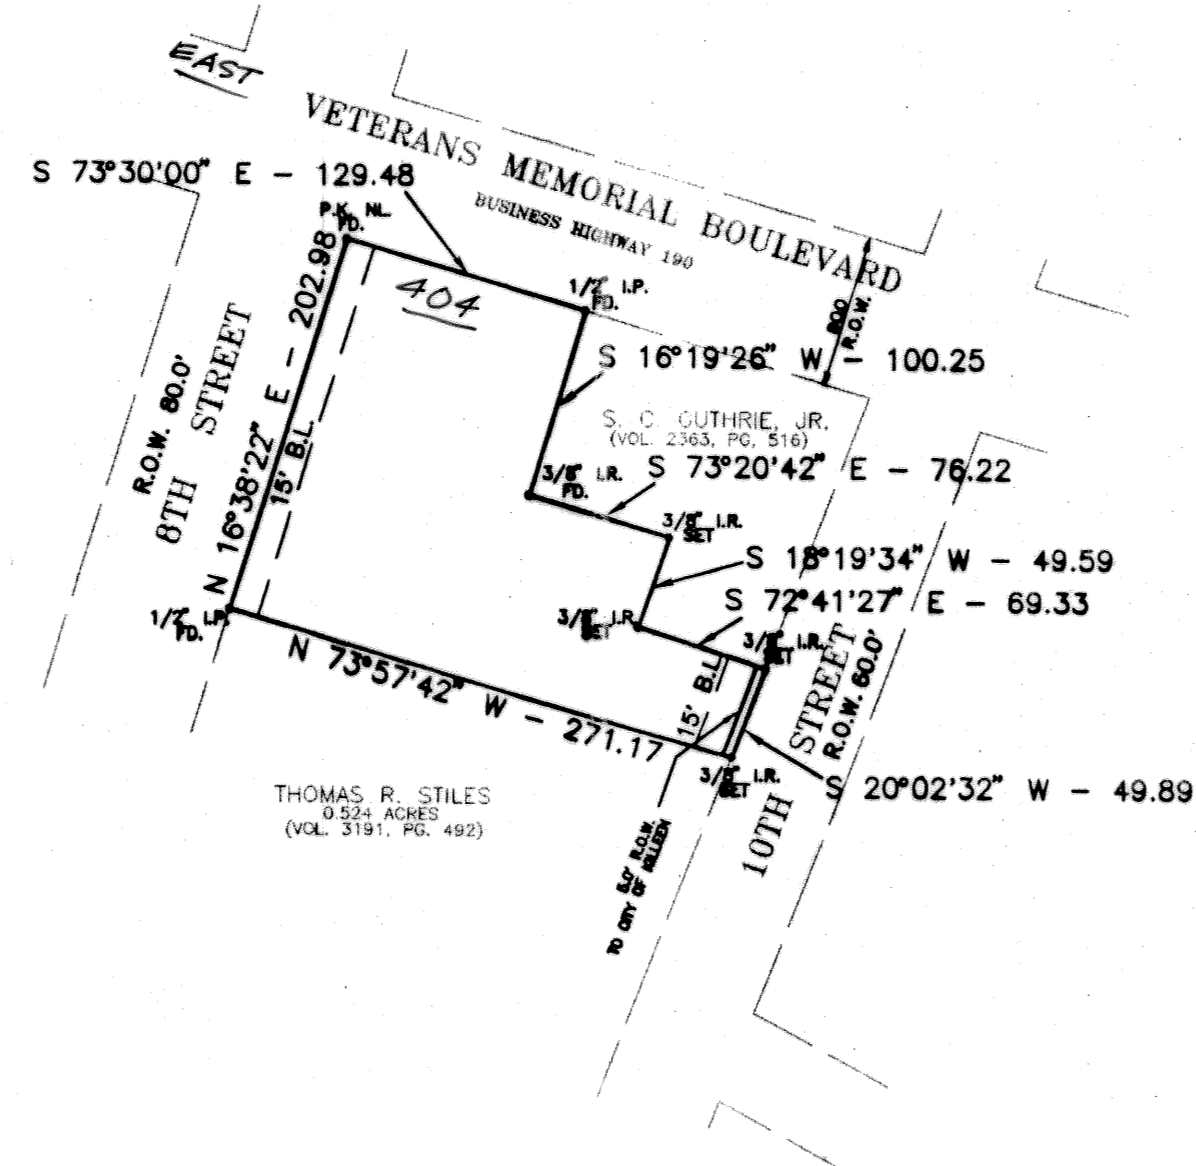 EAST
VETERANS MEMORIAL BOULEVARD
BUSINESS HIGHWAY 190
S 73°30'00" E - 129.48
P.K. NL.
FD.
404
1/2" I.P.
FD.
R.O.W.
S 16°19'26" W - 100.25
S. C. GUTHRIE, JR.
(VOL. 2363, PG. 516)
3/8" I.R.
FD.
S 73°20'42" E - 76.22
3/8" I.R.
SET
S 18°19'34" W - 49.59
S 72°41'27" E - 69.33
3/8" I.R.
SET
3/8" I.R.
SET
N 16°38'22" E - 202.98
15' B.L.
R.O.W. 80.0'
8TH STREET
1/2" I.P.
FD.
N 73°57'42" W - 271.17
15' B.L.
10TH STREET
R.O.W. 60.0'
3/8" I.R.
SET
S 20°02'32" W - 49.89
THOMAS R. STILES
0.524 ACRES
(VOL. 3191, PG. 492)
5.0' R.O.W.
TO CITY OF KILLEEN